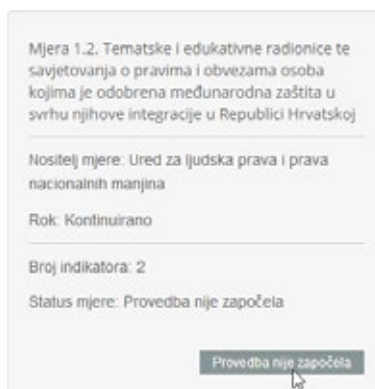 Mjera 1.2. Tematske i edukativne radionice te
savjetovanja o pravima i obvezama osoba
kojima je odobrena međunarodna zaštita u
svrhu njihove integracije u Republici Hrvatskoj
Nositelj mjere: Ured za ljudska prava i prava
nacionalnih manjina
Rok: Kontinuirano
Broj indikatora: 2
Status mjere: Provedba nije započela
Provedba nije započela